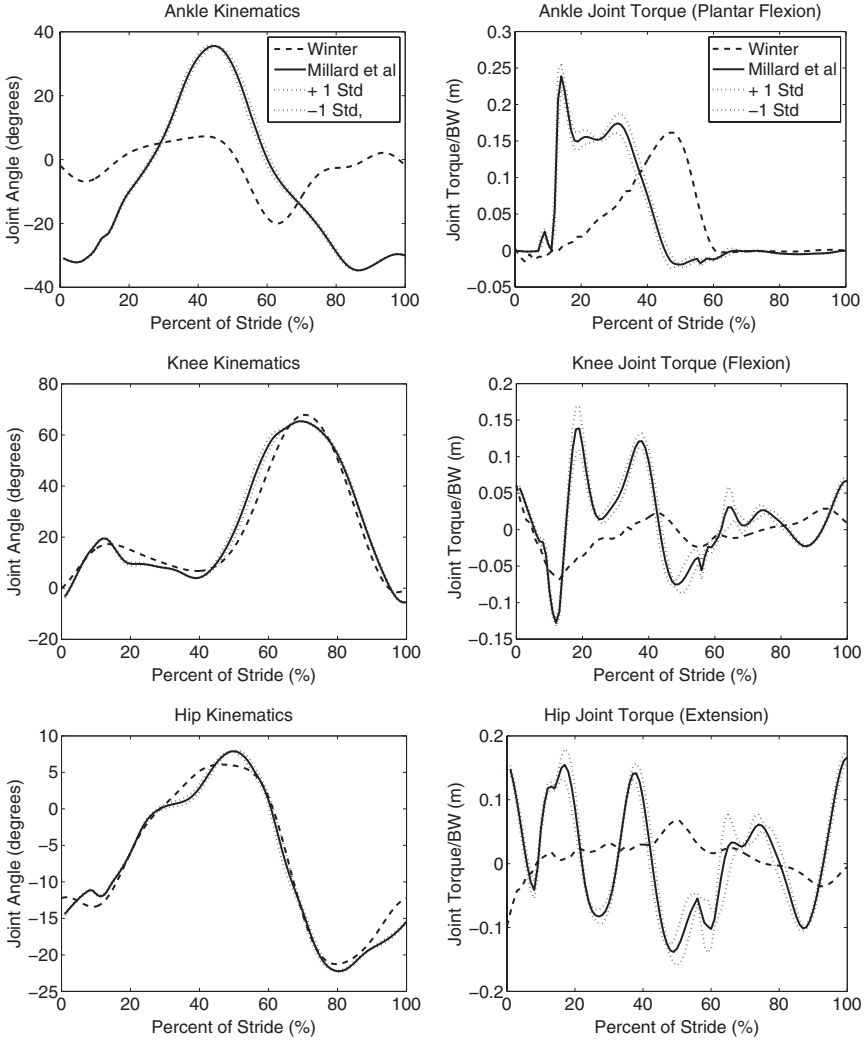 Ankle Kinematics
40
20
0
−20
−40
Joint Angle (degrees)
Winter
Millard et al
+ 1 Std
−1 Std,
0 20 40 60 80 100
Percent of Stride (%)
Ankle Joint Torque (Plantar Flexion)
0.3
0.25
0.2
0.15
0.1
0.05
0
−0.05
Joint Torque/BW (m)
Winter
Millard et al
+ 1 Std
−1 Std
0 20 40 60 80 100
Percent of Stride (%)
Knee Kinematics
80
60
40
20
0
−20
Joint Angle (degrees)
0 20 40 60 80 100
Percent of Stride (%)
Knee Joint Torque (Flexion)
0.2
0.15
0.1
0.05
0
−0.05
−0.1
−0.15
Joint Torque/BW (m)
0 20 40 60 80 100
Percent of Stride (%)
Hip Kinematics
10
5
0
−5
−10
−11
−20
−25
Joint Angle (degrees)
0 20 40 60 80 100
Percent of Stride (%)
Hip Joint Torque (Extension)
0.2
0.1
0
−0.1
−0.2
Joint Torque/BW (m)
0 20 40 60 80 100
Percent of Stride (%)